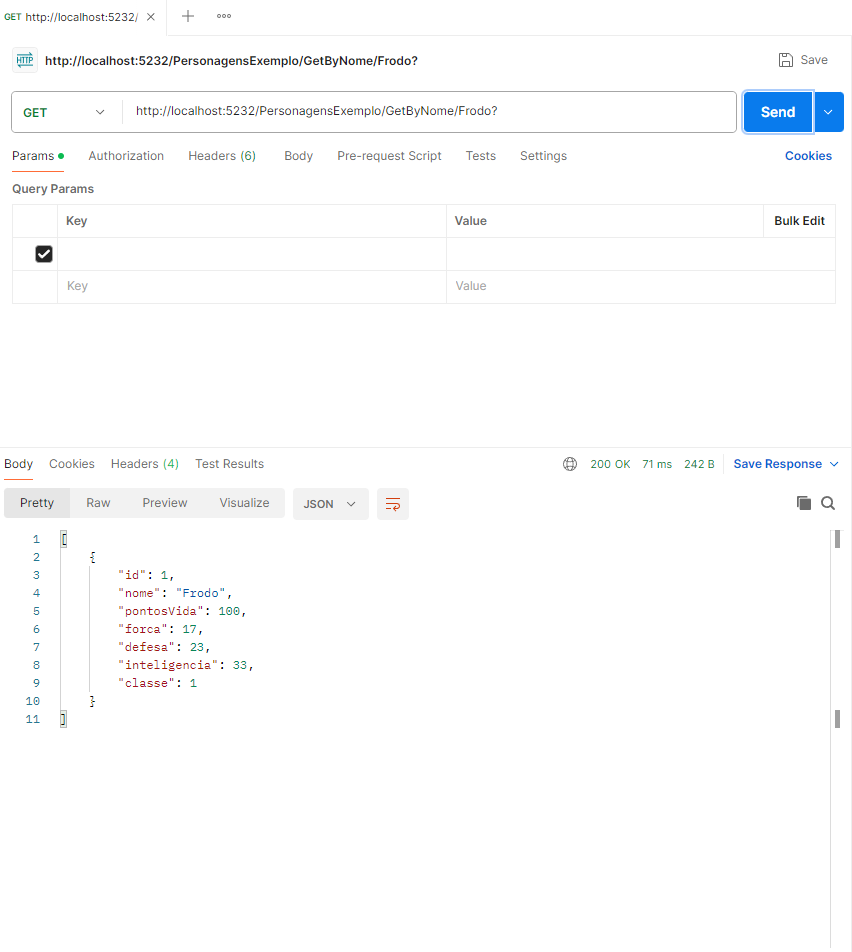 GET http://localhost:5232/
HTTP http://localhost:5232/PersonagensExemplo/GetByNome/Frodo? Save
GET http://localhost:5232/PersonagensExemplo/GetByNome/Frodo? Send
Params Authorization Headers (6) Body Pre-request Script Tests Settings Cookies
Query Params
Key Value Bulk Edit
Key Value
Body Cookies Headers (4) Test Results 200 OK 71 ms 242 B Save Response
Pretty Raw Preview Visualize JSON
1 [
2 {
3 "id": 1,
4 "nome": "Frodo",
5 "pontosVida": 100,
6 "forca": 17,
7 "defesa": 23,
8 "inteligencia": 33,
9 "classe": 1
10 }
11 ]